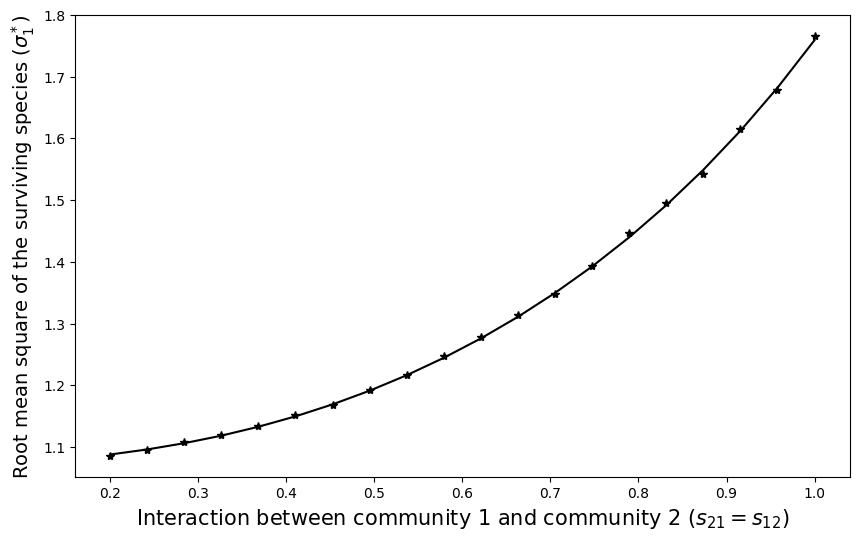 Root mean square of the surviving species (σ₁*)
1.8
1.7
1.6
1.5
1.4
1.3
1.2
1.1
0.2 0.3 0.4 0.5 0.6 0.7 0.8 0.9 1.0
Interaction between community 1 and community 2 (s₂₁ = s₁₂)